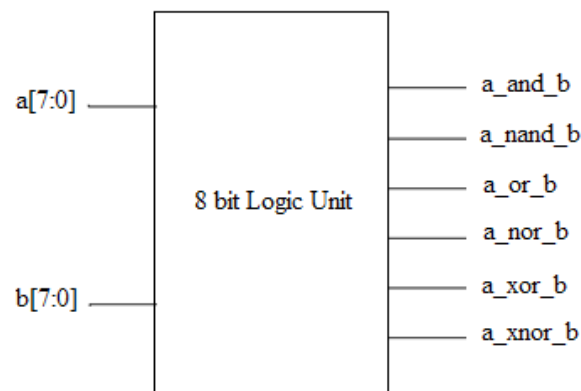 a[7:0]
b[7:0]
8 bit Logic Unit
a_and_b
a_nand_b
a_or_b
a_nor_b
a_xor_b
a_xnor_b